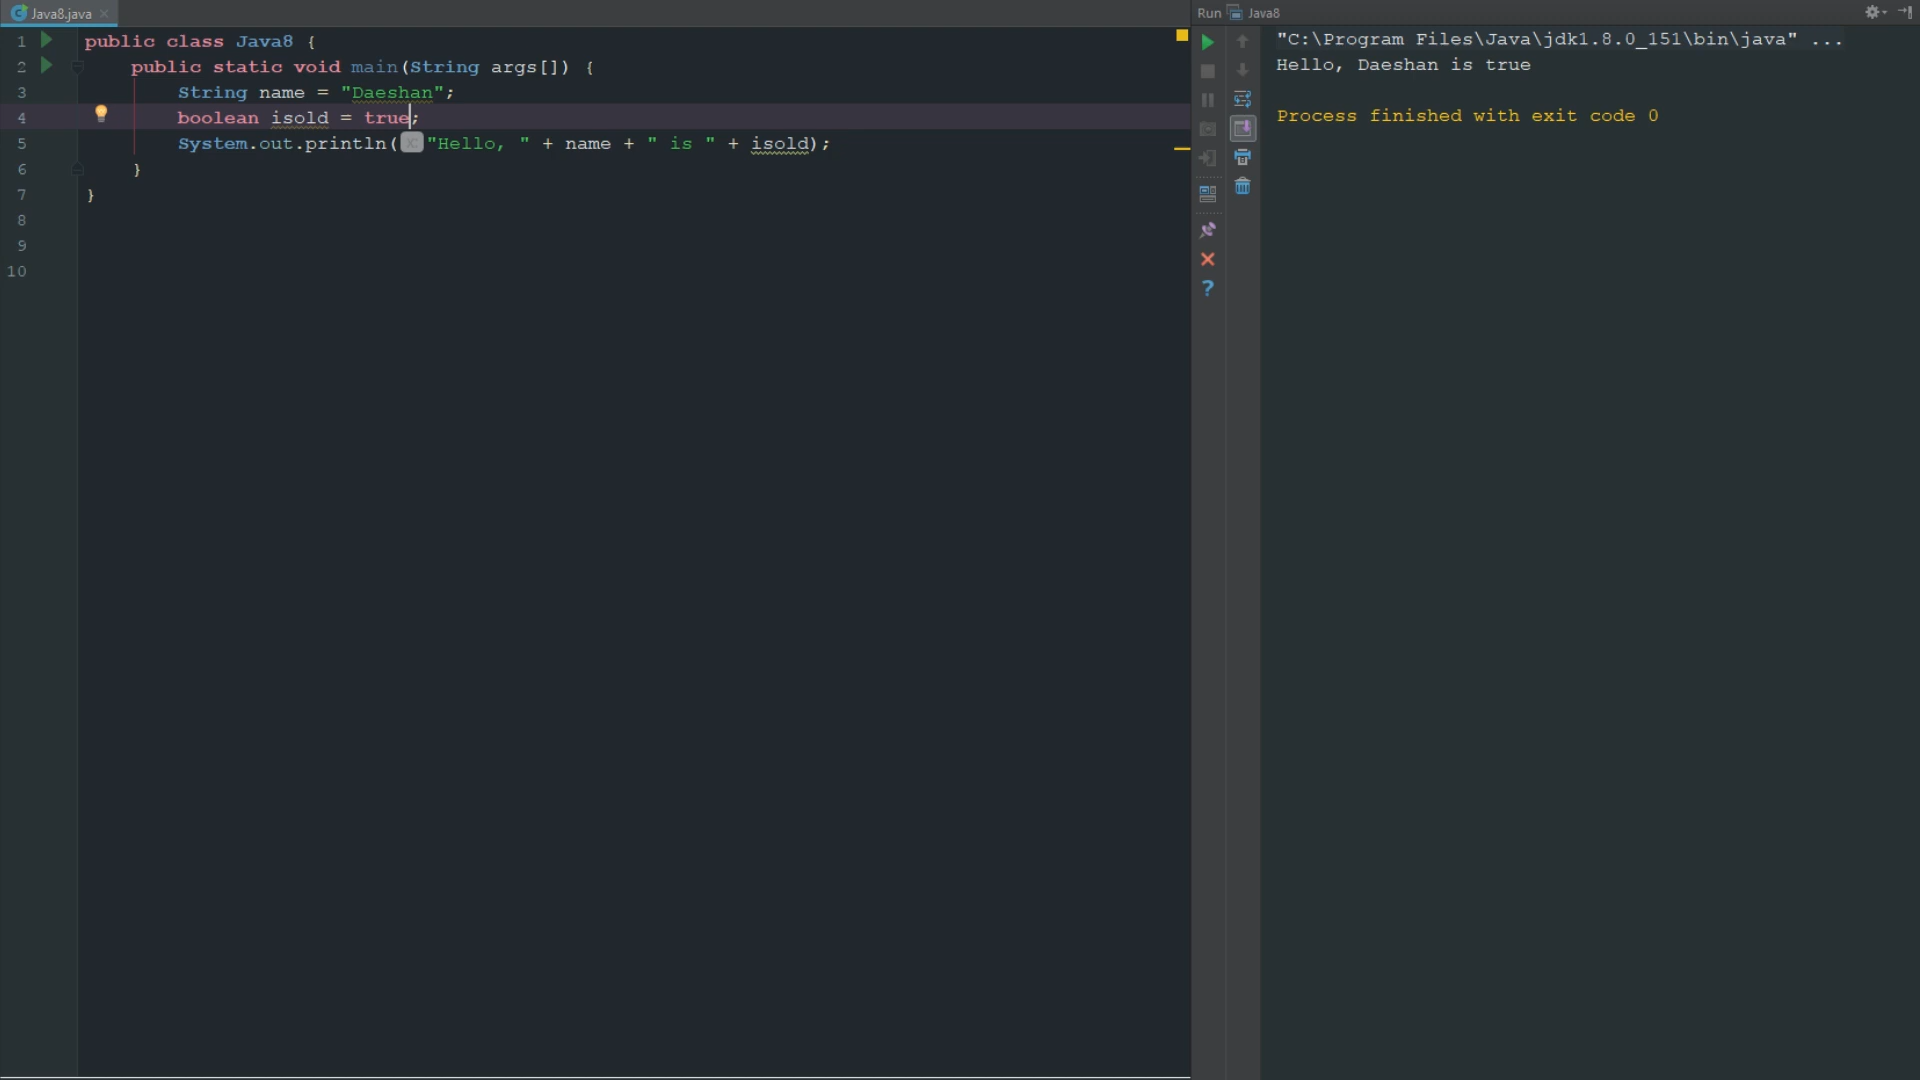 Java8.java
1 public class Java8 {
2 public static void main(String args[]) {
3 String name = "Daeshan";
4 boolean isold = true;
5 System.out.println( x: "Hello, " + name + " is " + isold);
6 }
7 }
8
9
10
Run Java8
"C:\Program Files\Java\jdk1.8.0_151\bin\java" ...
Hello, Daeshan is true
Process finished with exit code 0